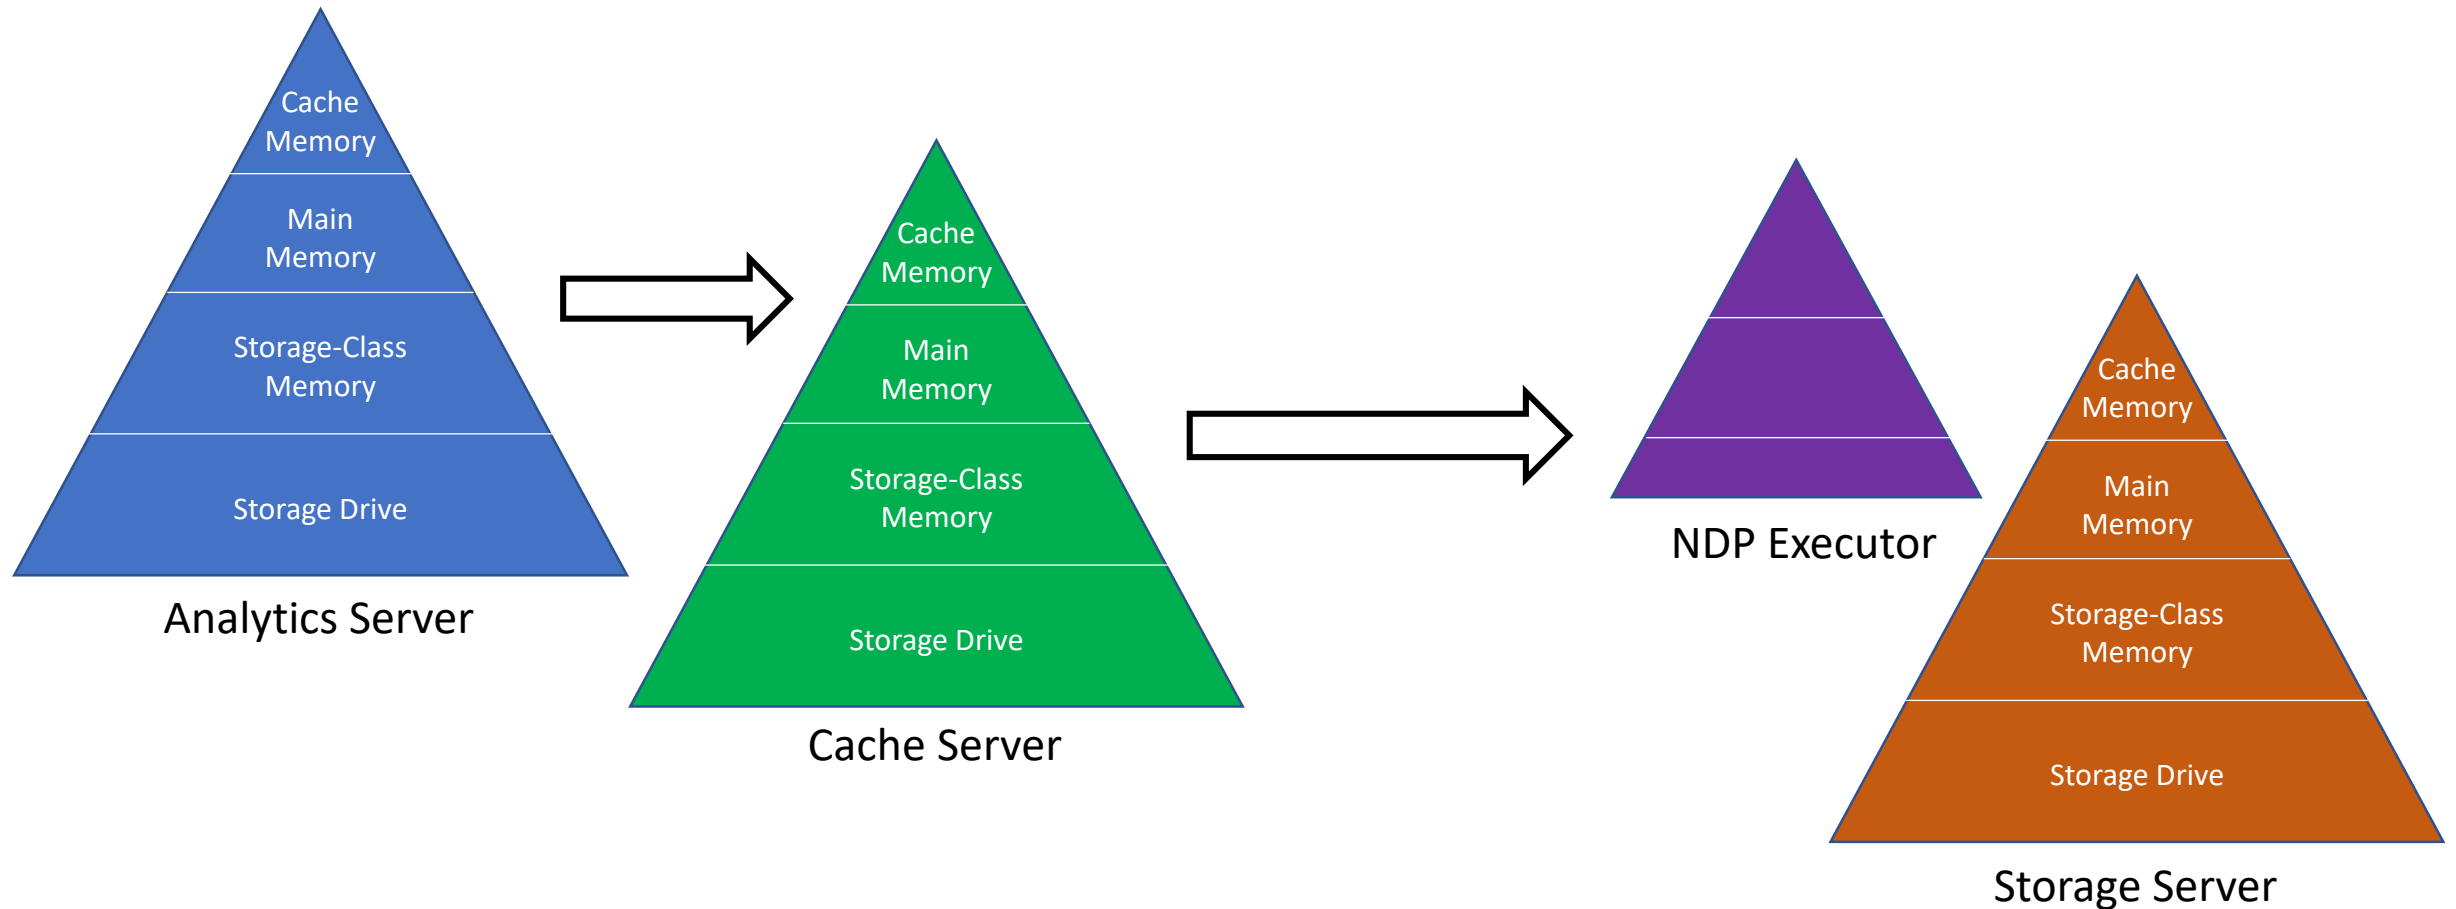 Cache
Memory
Main
Memory
Storage-Class
Memory
Storage Drive
Analytics Server
Cache
Memory
Main
Memory
Storage-Class
Memory
Storage Drive
Cache Server
NDP Executor
Cache
Memory
Main
Memory
Storage-Class
Memory
Storage Drive
Storage Server